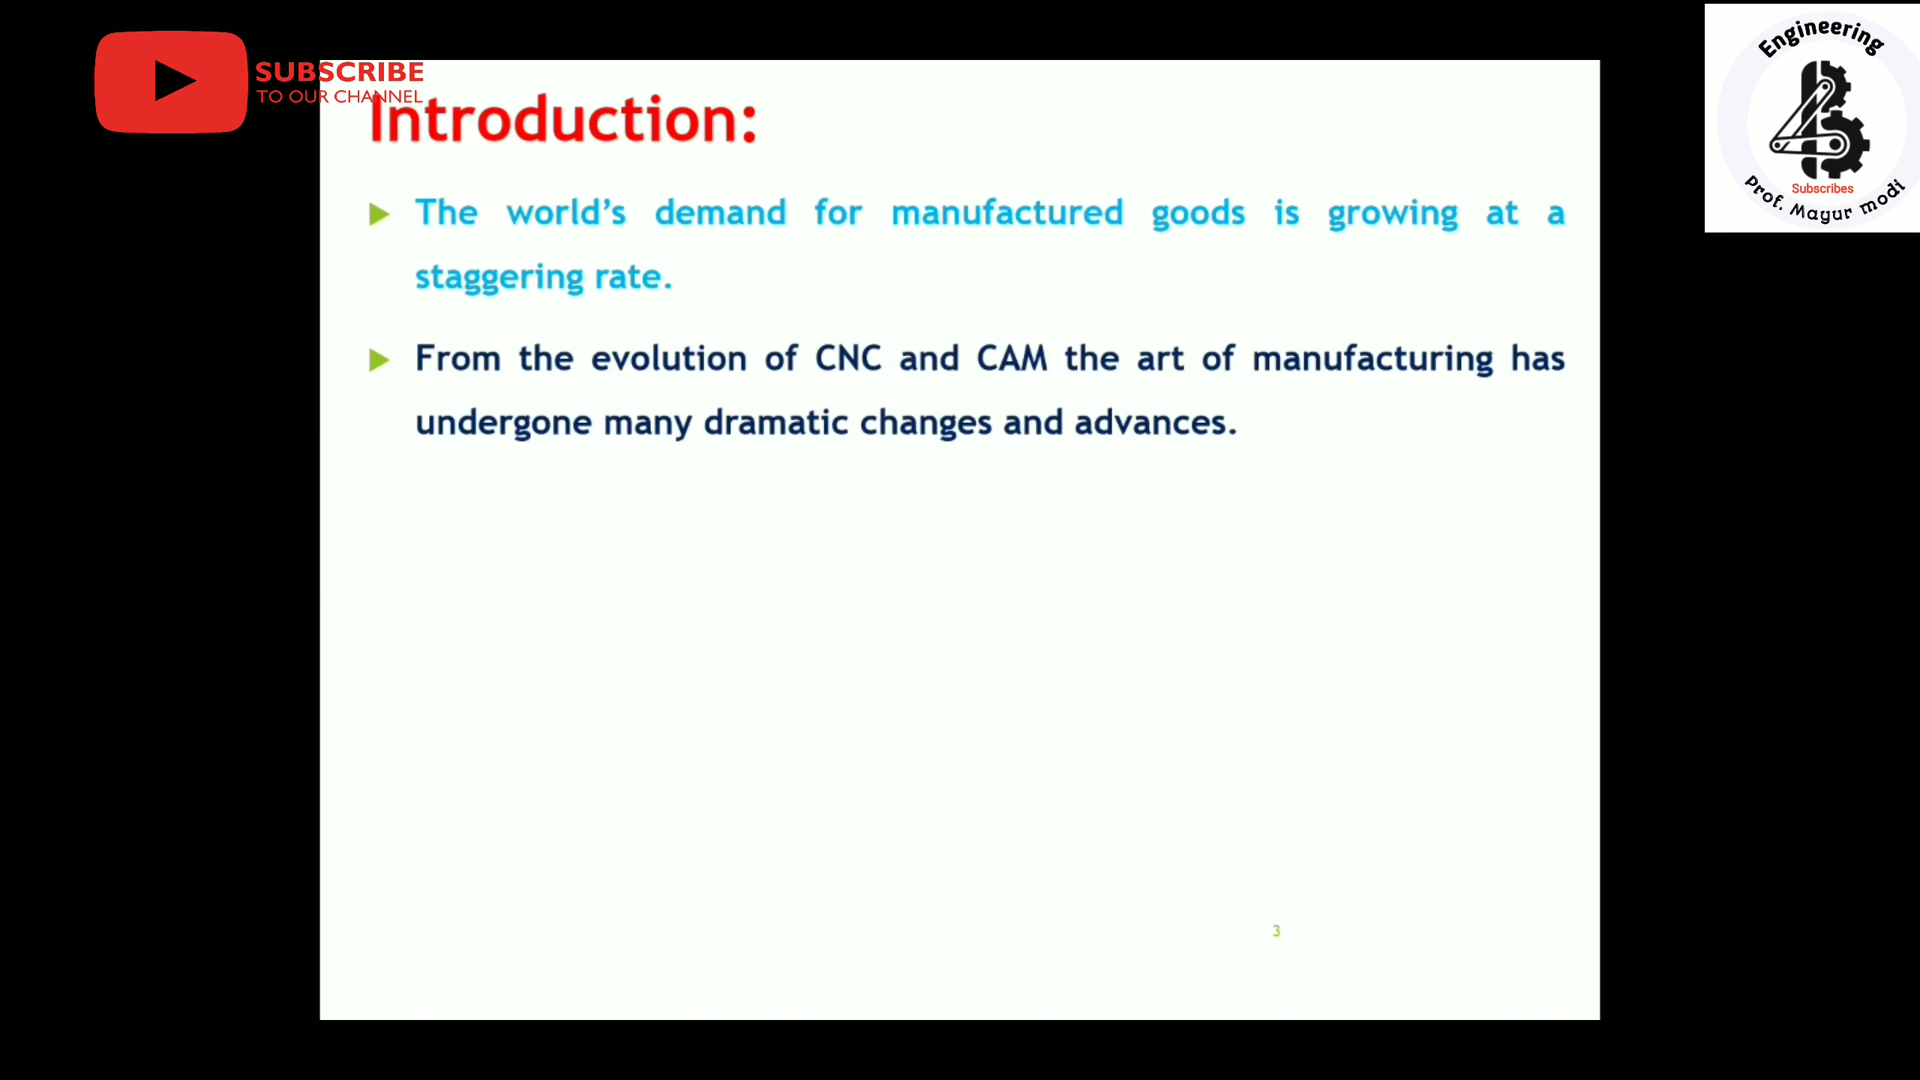 SUBSCRIBE
TO OUR CHANNEL
Introduction:
The world's demand for manufactured goods is growing at a
staggering rate.
From the evolution of CNC and CAM the art of manufacturing has
undergone many dramatic changes and advances.
3
Engineering
Subscribes
Prof. Mayur modi